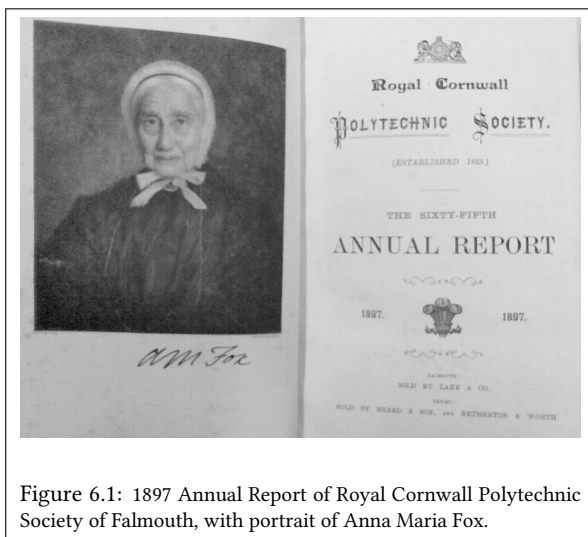 A M Fox
Royal Cornwall
POLYTECHNIC SOCIETY.
(ESTABLISHED 1833.)
THE SIXTY-FIFTH
ANNUAL REPORT
1897. 1897.
FALMOUTH:
SOLD BY LAKE & CO.
TRURO:
SOLD BY HEARD & SON, AND NETHERTON & WORTH.
Figure 6.1: 1897 Annual Report of Royal Cornwall Polytechnic
Society of Falmouth, with portrait of Anna Maria Fox.